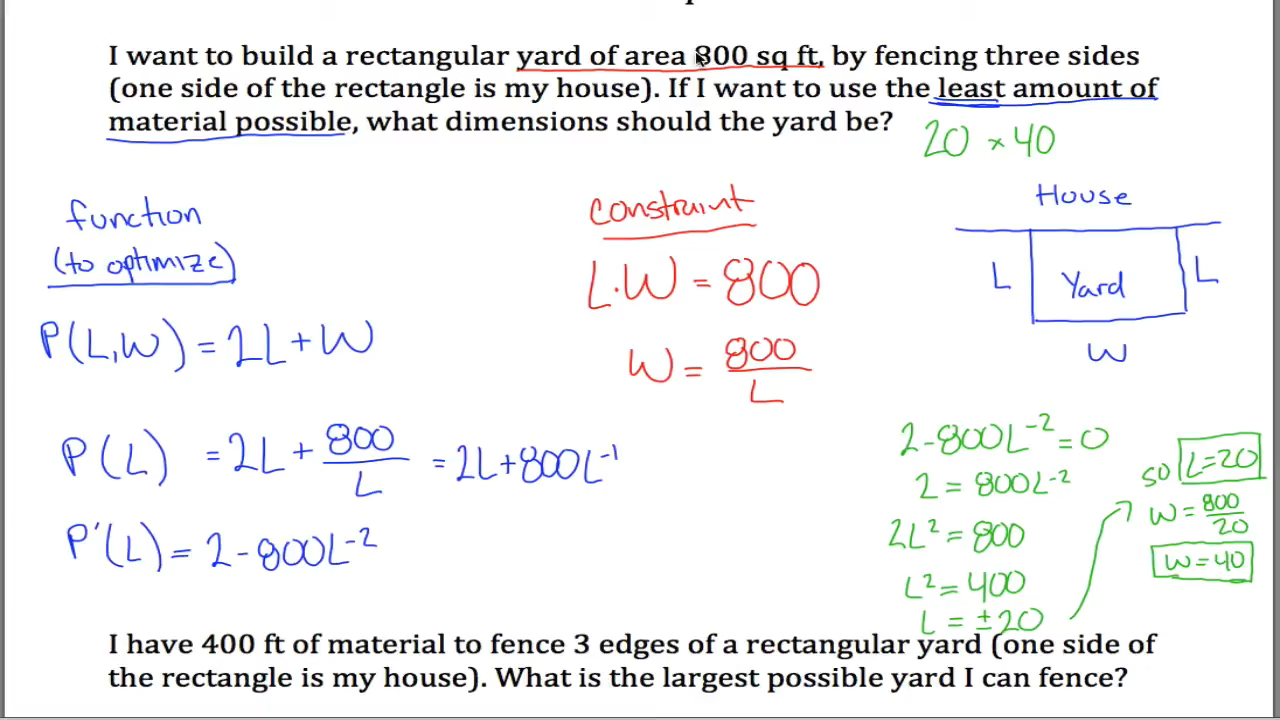 I want to build a rectangular yard of area 800 sq ft, by fencing three sides
(one side of the rectangle is my house). If I want to use the least amount of
material possible, what dimensions should the yard be?
20 × 40
function
(to optimize)
P(L,W) = 2L + W
P(L) = 2L + 800/L = 2L + 800L⁻¹
P'(L) = 2 - 800L⁻²
constraint
L·W = 800
W = 800/L
House
L Yard L
W
2 - 800L⁻² = 0
2 = 800L⁻²
2L² = 800
L² = 400
L = ±20
so L = 20
W = 800/20
W = 40
I have 400 ft of material to fence 3 edges of a rectangular yard (one side of
the rectangle is my house). What is the largest possible yard I can fence?